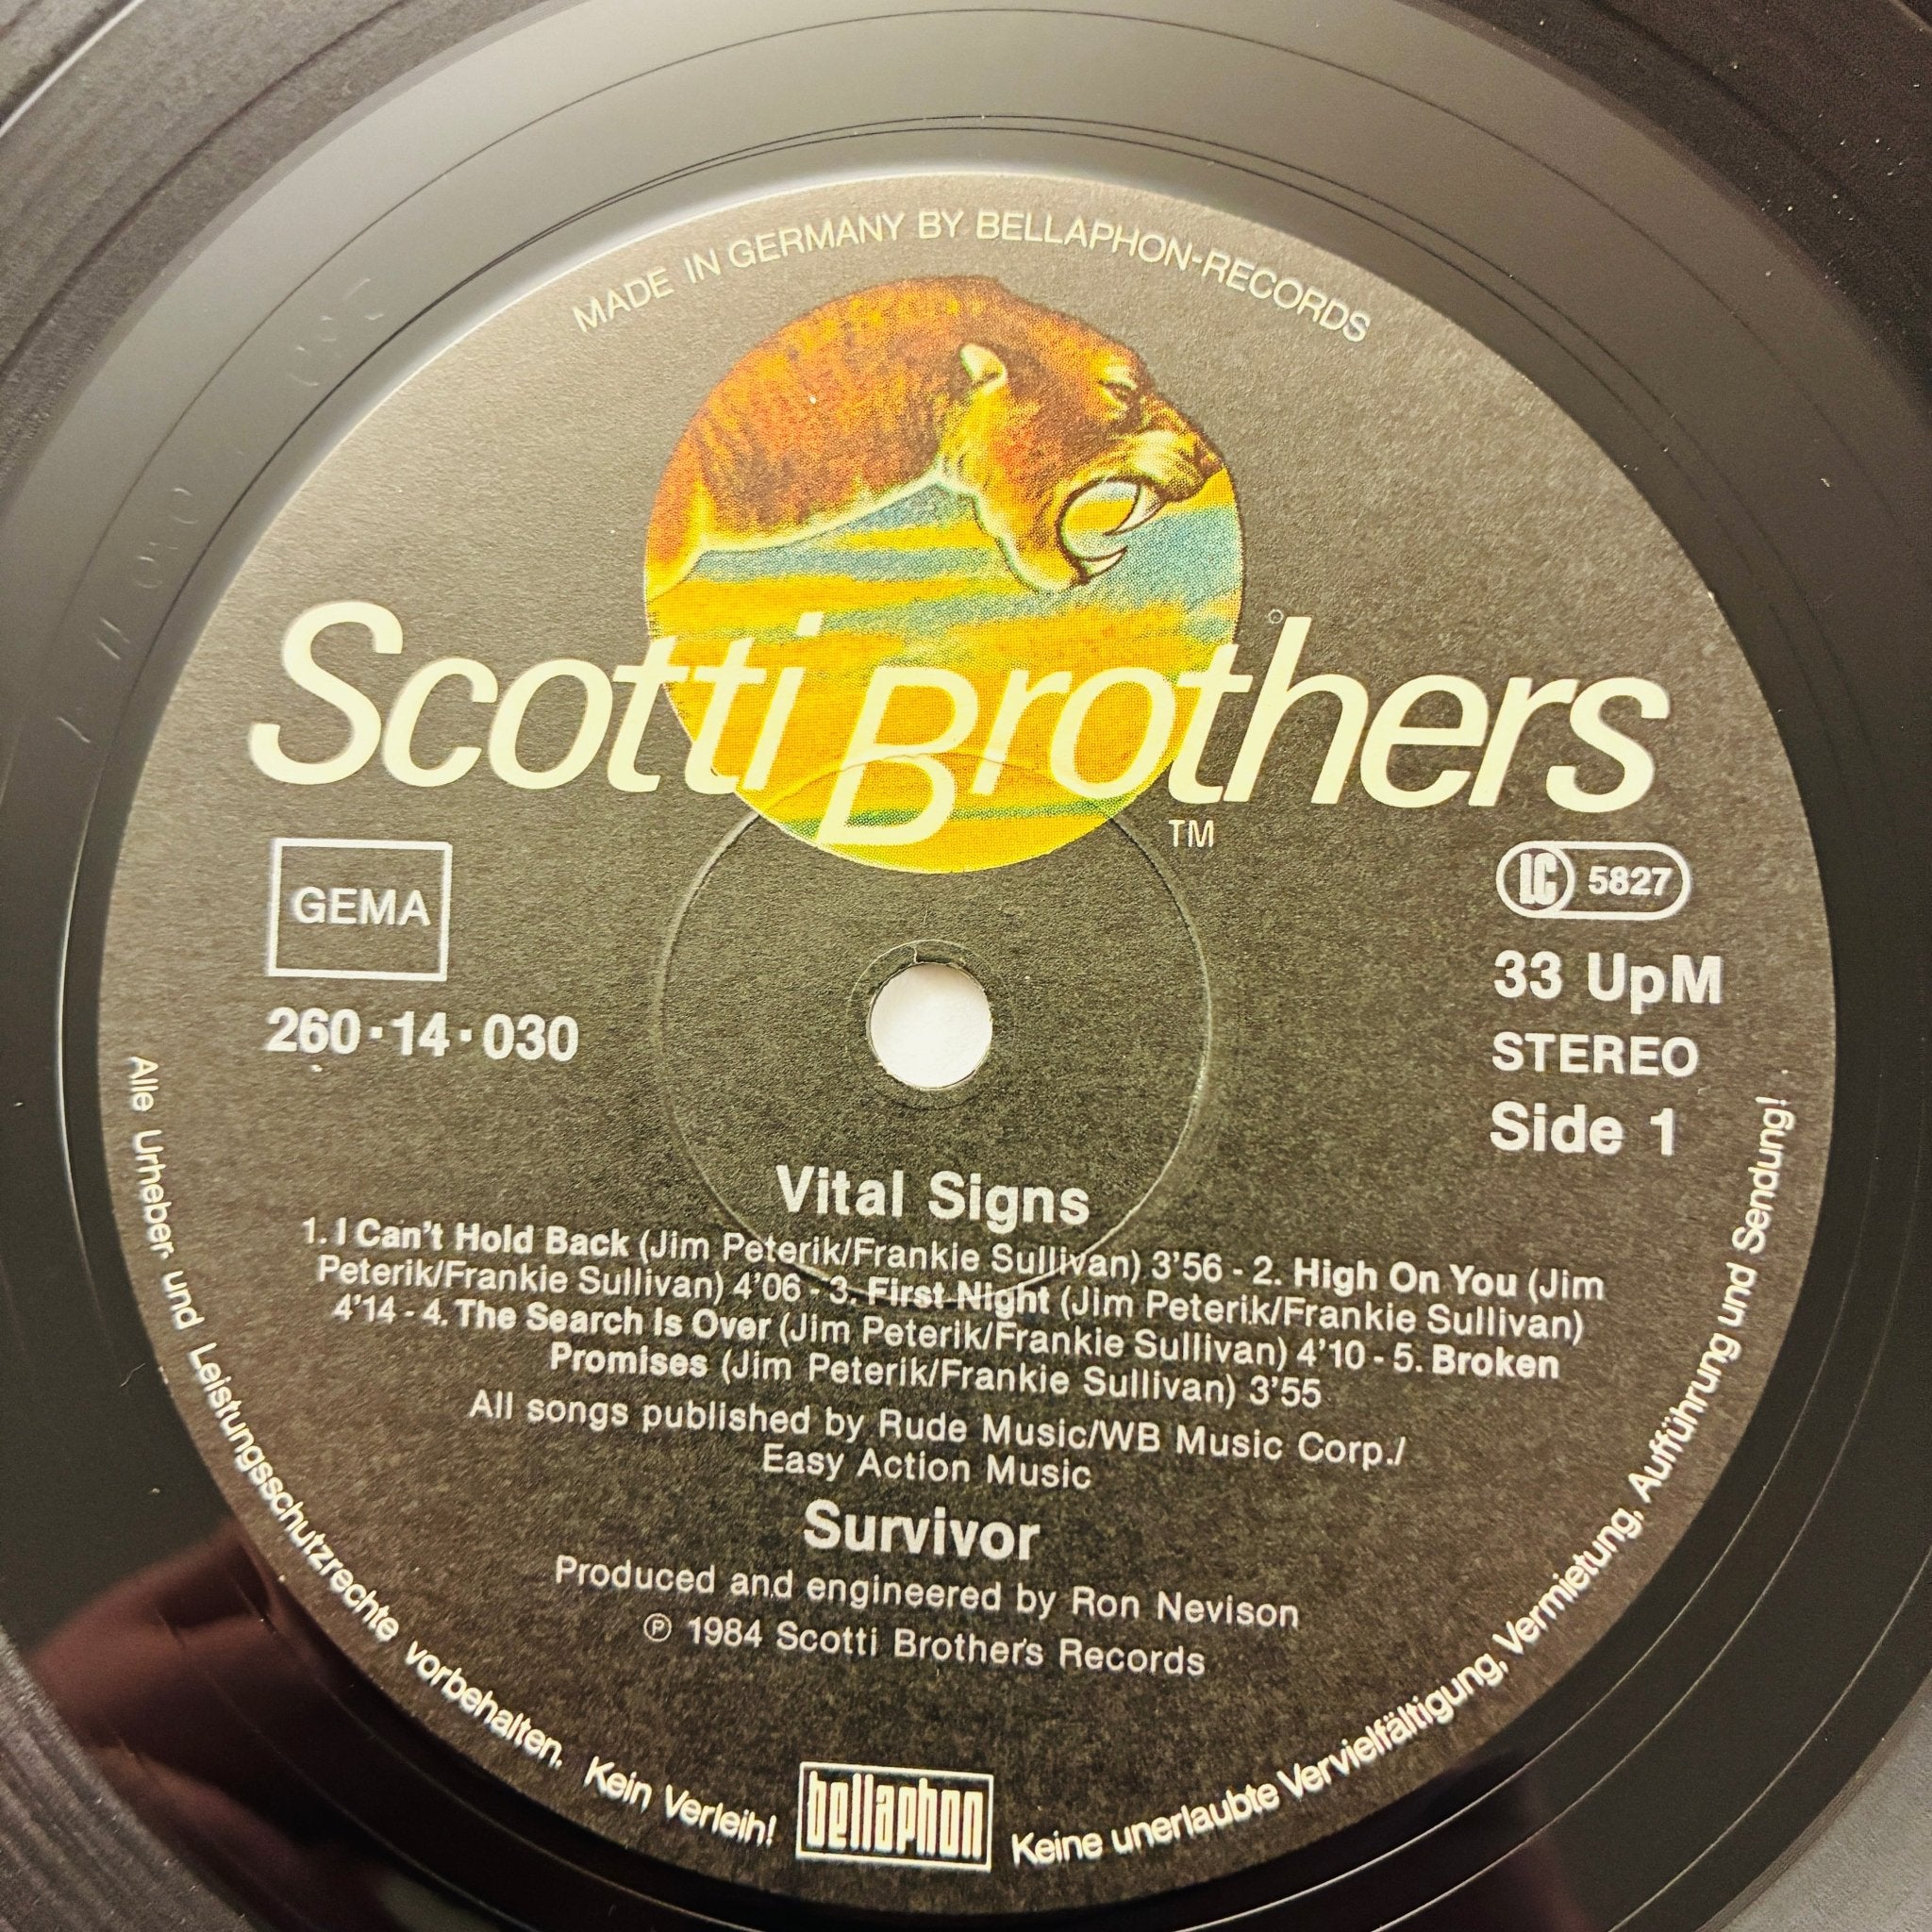 MADE IN GERMANY BY BELLAPHON-RECORDS
Scotti Brothers
TM
GEMA
LC 5827
260·14·030
33 UpM
STEREO
Side 1
Vital Signs
1. I Can't Hold Back (Jim Peterik/Frankie Sullivan) 3'56 - 2. High On You (Jim
Peterik/Frankie Sullivan) 4'06 - 3. First Night (Jim Peterik/Frankie Sullivan)
4'14 - 4. The Search Is Over (Jim Peterik/Frankie Sullivan) 4'10 - 5. Broken
Promises (Jim Peterik/Frankie Sullivan) 3'55
All songs published by Rude Music/WB Music Corp./
Easy Action Music
Survivor
Produced and engineered by Ron Nevison
℗ 1984 Scotti Brothers Records
Alle Urheber- und Leistungsschutzrechte vorbehalten. Kein Verleih!
bellaphon
Keine unerlaubte Vervielfältigung, Vermietung, Aufführung und Sendung!